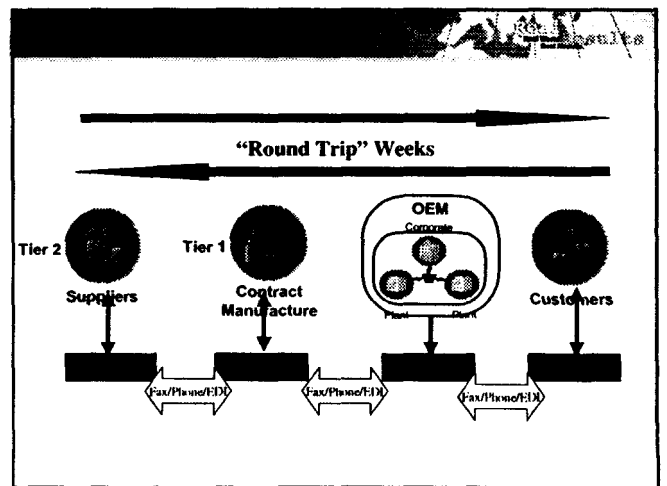 Results
"Round Trip" Weeks
OEM
Corporate
Tier 2
Tier 1
Plant Plant
Suppliers
Contract
Manufacture
Customers
Fax/Phone/EDI Fax/Phone/EDI Fax/Phone/EDI